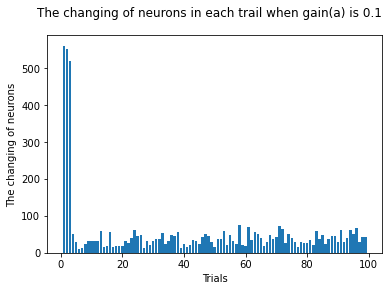 The changing of neurons in each trail when gain(a) is 0.1
500
400
300
200
100
0
The changing of neurons
0 20 40 60 80 100
Trials